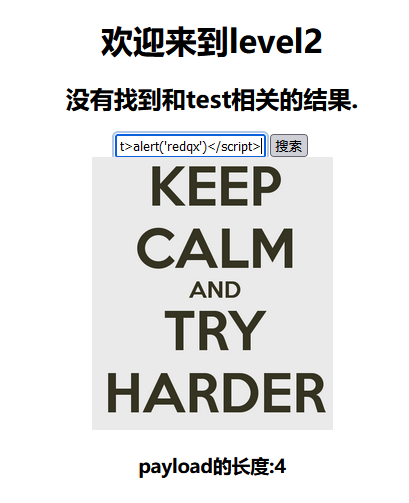 欢迎来到level2
没有找到和test相关的结果.
t>alert('redqx')</script> 搜索
KEEP
CALM
AND
TRY
HARDER
payload的长度:4